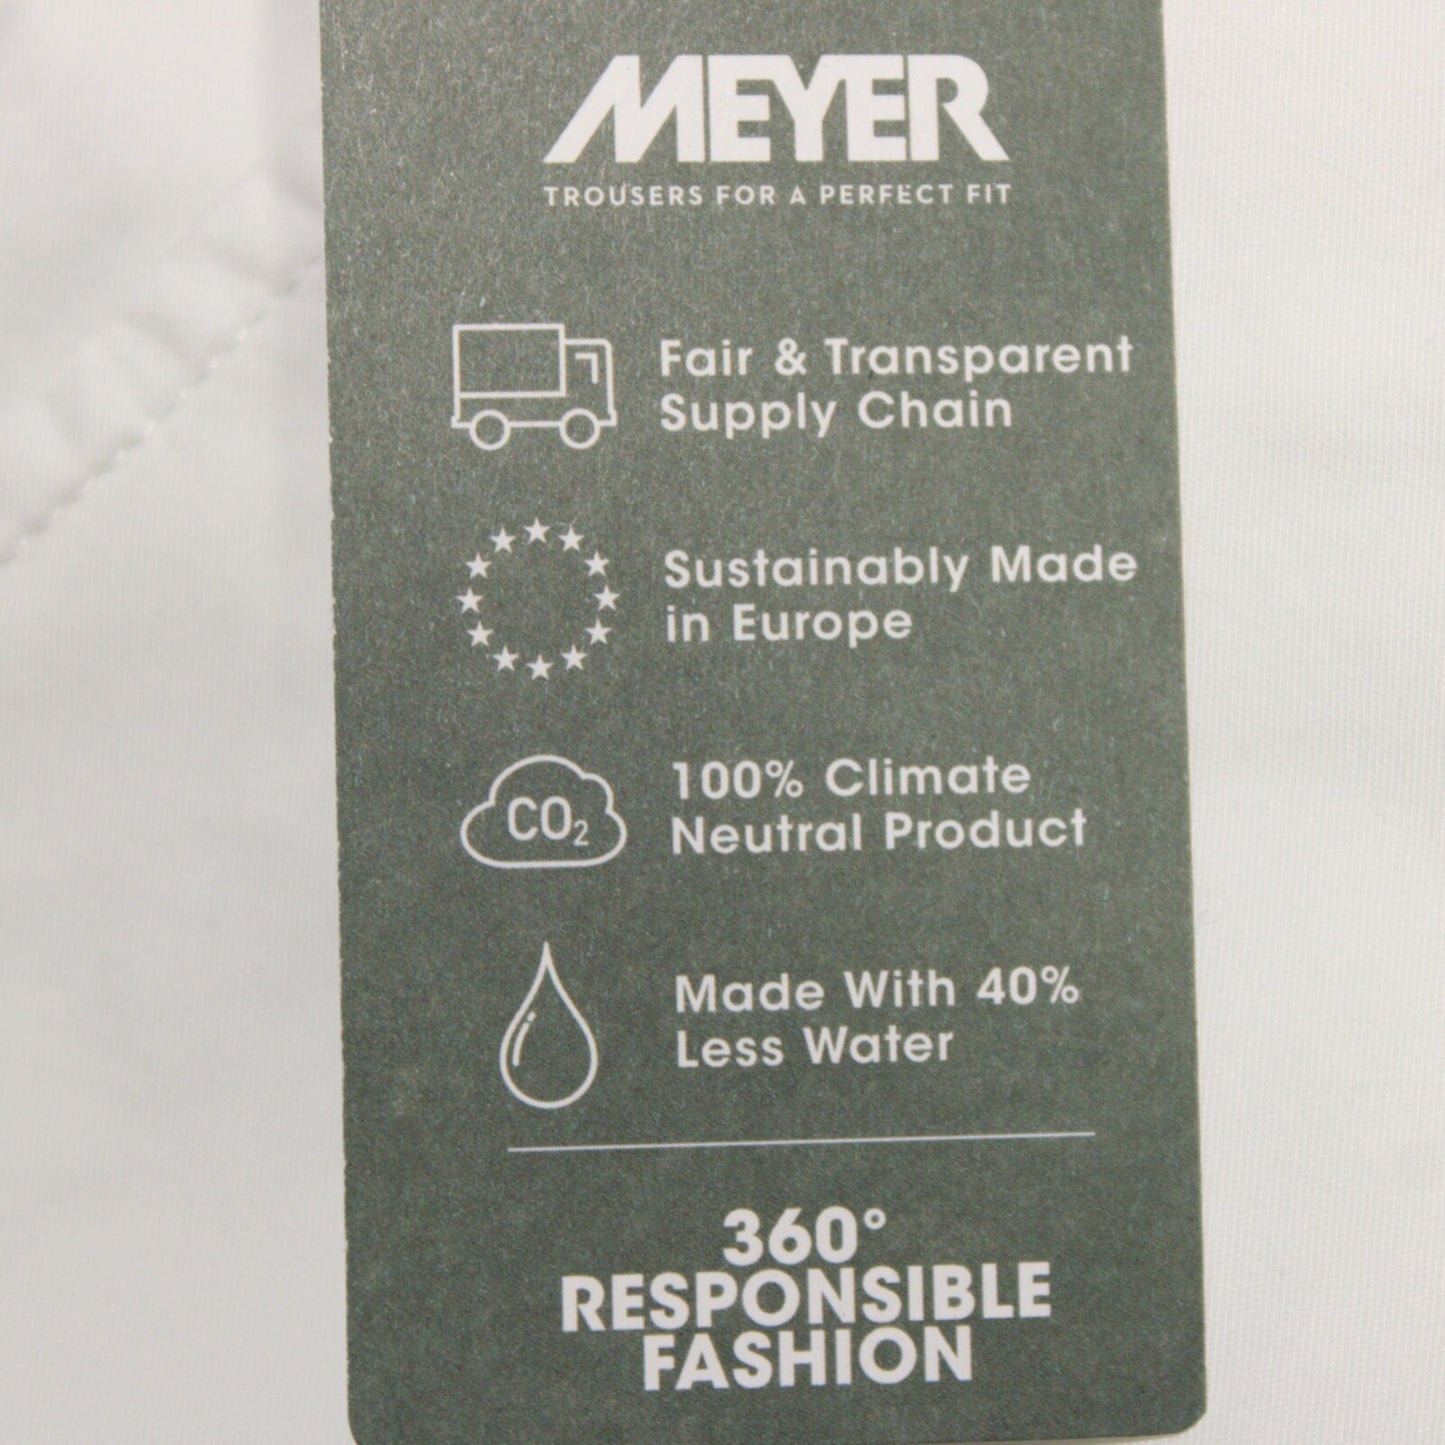 MEYER
TROUSERS FOR A PERFECT FIT
Fair & Transparent
Supply Chain
Sustainably Made
in Europe
CO₂
100% Climate
Neutral Product
Made With 40%
Less Water
360°
RESPONSIBLE
FASHION